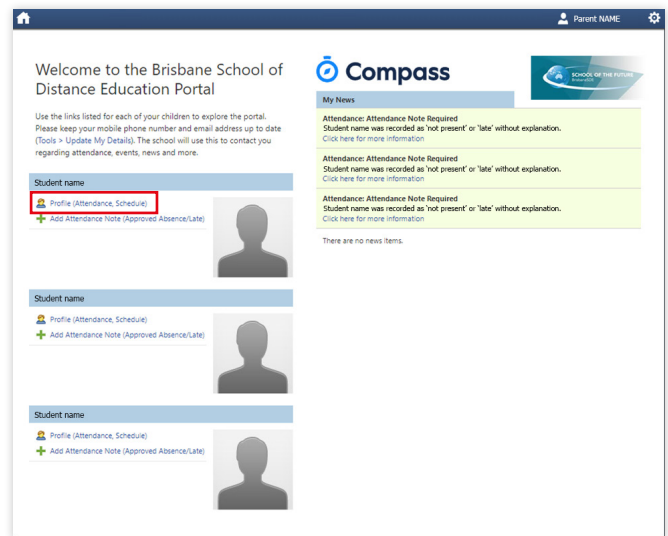 Parent NAME
Welcome to the Brisbane School of
Distance Education Portal
Use the links listed for each of your children to explore the portal.
Please keep your mobile phone number and email address up to date
(Tools > Update My Details). The school will use this to contact you
regarding attendance, events, news and more.
Student name
Profile (Attendance, Schedule)
Add Attendance Note (Approved Absence/Late)
Student name
Profile (Attendance, Schedule)
Add Attendance Note (Approved Absence/Late)
Student name
Profile (Attendance, Schedule)
Add Attendance Note (Approved Absence/Late)
Compass
SCHOOL OF THE FUTURE
My News
Attendance: Attendance Note Required
Student name was recorded as 'not present' or 'late' without explanation.
Click here for more information
Attendance: Attendance Note Required
Student name was recorded as 'not present' or 'late' without explanation.
Click here for more information
Attendance: Attendance Note Required
Student name was recorded as 'not present' or 'late' without explanation.
Click here for more information
There are no news items.